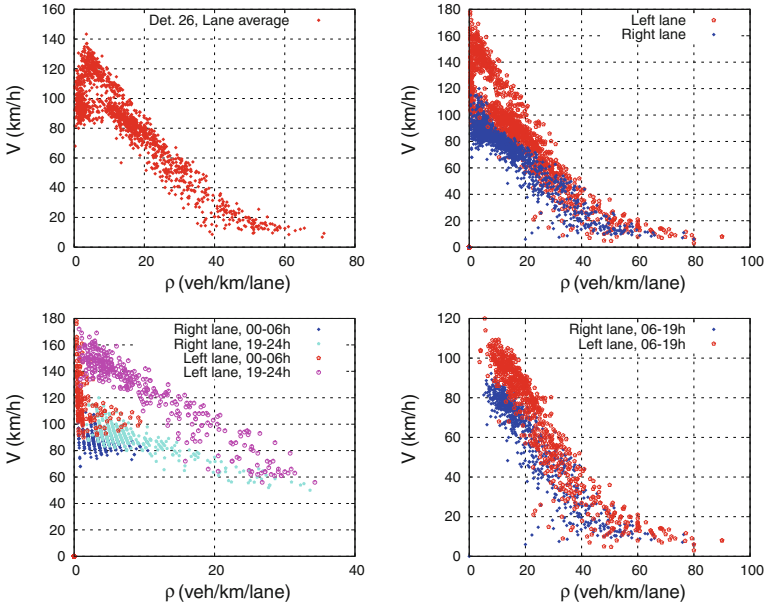 Det. 26, Lane average
V (km/h)
160
140
120
100
80
60
40
20
0
0 20 40 60 80
ρ (veh/km/lane)
Left lane
Right lane
V (km/h)
180
160
140
120
100
80
60
40
20
0
0 20 40 60 80 100
ρ (veh/km/lane)
Right lane, 00-06h
Right lane, 19-24h
Left lane, 00-06h
Left lane, 19-24h
V (km/h)
180
160
140
120
100
80
60
40
20
0
0 10 20 30 40
ρ (veh/km/lane)
Right lane, 06-19h
Left lane, 06-19h
V (km/h)
120
100
80
60
40
20
0
0 20 40 60 80 100
ρ (veh/km/lane)